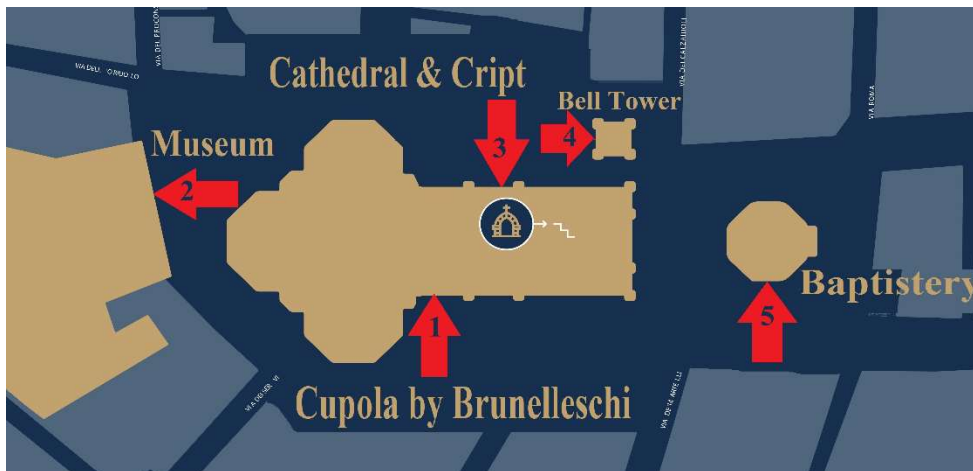 Cathedral & Cript
Bell Tower
Museum
3
4
2
Baptistery
1
5
Cupola by Brunelleschi
VIA ROMA